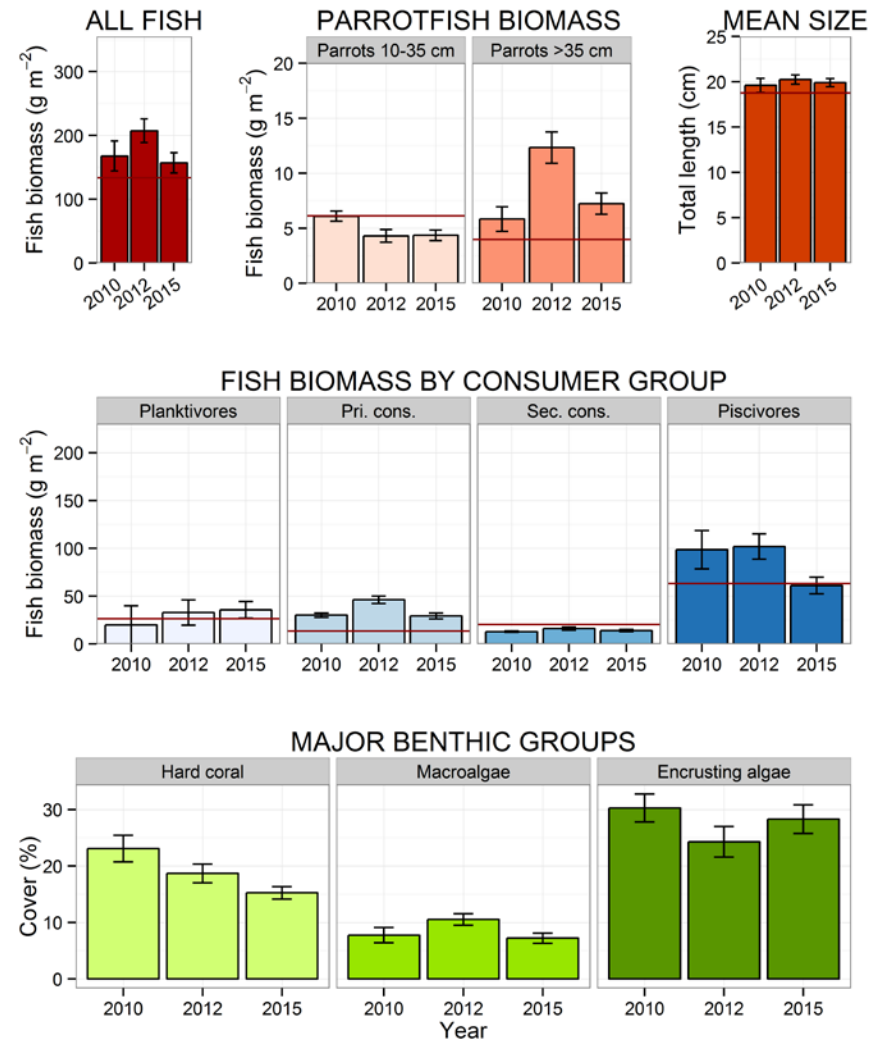 ALL FISH
Fish biomass (g m⁻²)
300
200
100
0
2010
2012
2015
PARROTFISH BIOMASS
Parrots 10-35 cm
Parrots >35 cm
Fish biomass (g m⁻²)
20
15
10
5
0
2010
2012
2015
2010
2012
2015
MEAN SIZE
Total length (cm)
25
20
15
10
5
0
2010
2012
2015
FISH BIOMASS BY CONSUMER GROUP
Planktivores
Pri. cons.
Sec. cons.
Piscivores
Fish biomass (g m⁻²)
200
150
100
50
0
2010
2012
2015
2010
2012
2015
2010
2012
2015
2010
2012
2015
MAJOR BENTHIC GROUPS
Hard coral
Macroalgae
Encrusting algae
Cover (%)
30
20
10
0
2010
2012
2015
2010
2012
2015
2010
2012
2015
Year